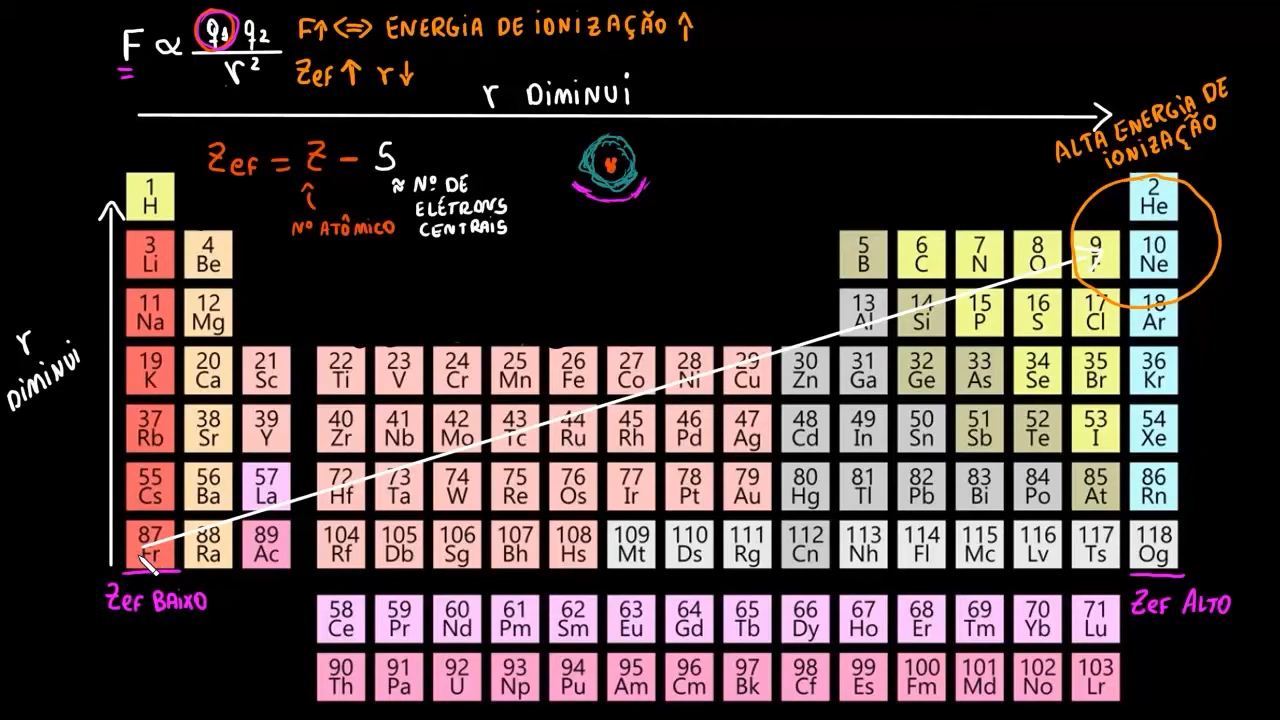 F ∝ q1 q2 / r²
F↑ <=> ENERGIA DE IONIZAÇÃO ↑
Zef ↑ r ↓
r DIMINUI
ALTA ENERGIA DE
IONIZAÇÃO
Zef = Z - S
↑
Nº ATÔMICO
≈ Nº DE
ELÉTRONS
CENTRAIS
r
DIMINUI
1 2
H He
3 4 5 6 7 8 9 10
Li Be B C N O F Ne
11 12 13 14 15 16 17 18
Na Mg Al Si P S Cl Ar
19 20 21 22 23 24 25 26 27 28 29 30 31 32 33 34 35 36
K Ca Sc Ti V Cr Mn Fe Co Ni Cu Zn Ga Ge As Se Br Kr
37 38 39 40 41 42 43 44 45 46 47 48 49 50 51 52 53 54
Rb Sr Y Zr Nb Mo Tc Ru Rh Pd Ag Cd In Sn Sb Te I Xe
55 56 57 72 73 74 75 76 77 78 79 80 81 82 83 84 85 86
Cs Ba La Hf Ta W Re Os Ir Pt Au Hg Tl Pb Bi Po At Rn
87 88 89 104 105 106 107 108 109 110 111 112 113 114 115 116 117 118
Fr Ra Ac Rf Db Sg Bh Hs Mt Ds Rg Cn Nh Fl Mc Lv Ts Og
Zef BAIXO
Zef ALTO
58 59 60 61 62 63 64 65 66 67 68 69 70 71
Ce Pr Nd Pm Sm Eu Gd Tb Dy Ho Er Tm Yb Lu
90 91 92 93 94 95 96 97 98 99 100 101 102 103
Th Pa U Np Pu Am Cm Bk Cf Es Fm Md No Lr